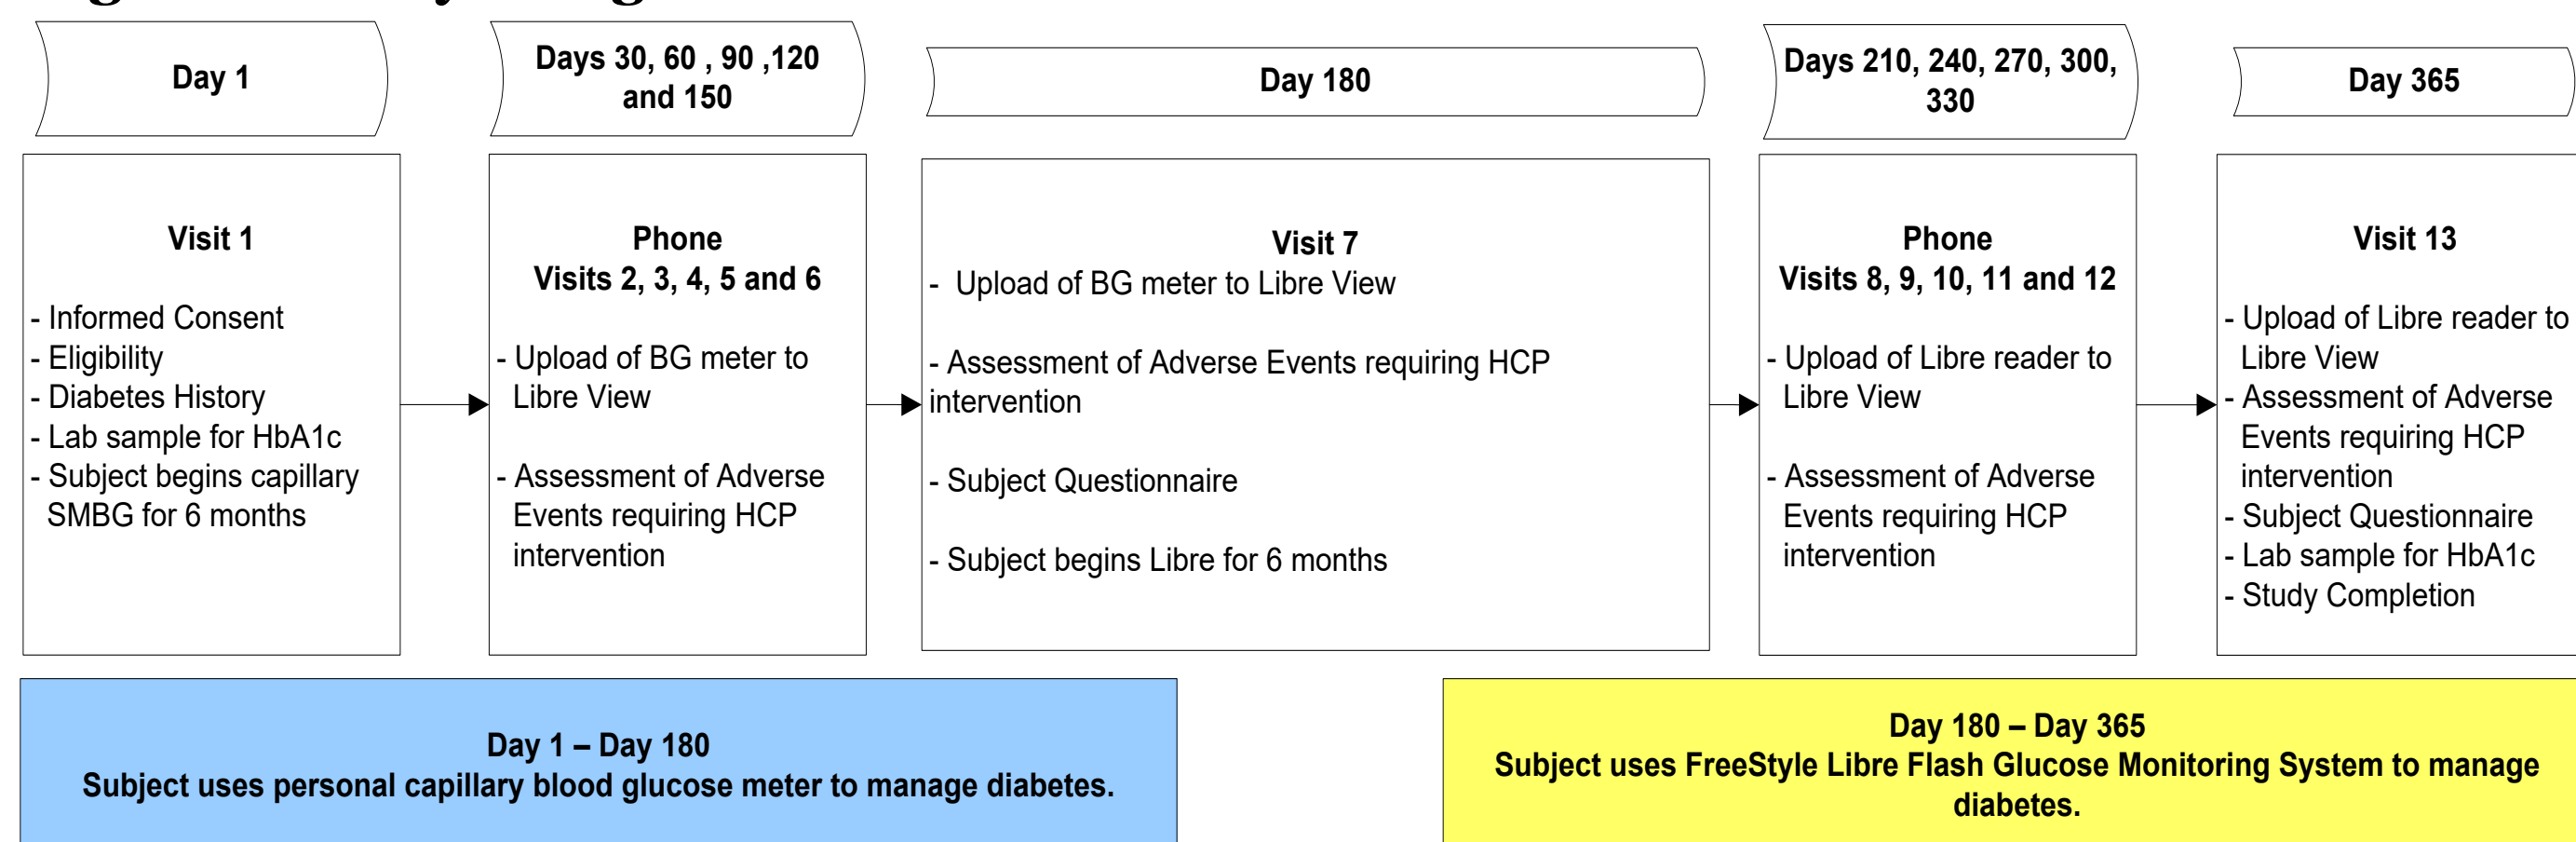 Day 1
Days 30, 60 , 90 ,120
and 150
Day 180
Days 210, 240, 270, 300,
330
Day 365
Visit 1
- Informed Consent
- Eligibility
- Diabetes History
- Lab sample for HbA1c
- Subject begins capillary
SMBG for 6 months
Phone
Visits 2, 3, 4, 5 and 6
- Upload of BG meter to
Libre View
- Assessment of Adverse
Events requiring HCP
intervention
Visit 7
- Upload of BG meter to Libre View
- Assessment of Adverse Events requiring HCP
intervention
- Subject Questionnaire
- Subject begins Libre for 6 months
Phone
Visits 8, 9, 10, 11 and 12
- Upload of Libre reader to
Libre View
- Assessment of Adverse
Events requiring HCP
intervention
Visit 13
- Upload of Libre reader to
Libre View
- Assessment of Adverse
Events requiring HCP
intervention
- Subject Questionnaire
- Lab sample for HbA1c
- Study Completion
Day 1 – Day 180
Subject uses personal capillary blood glucose meter to manage diabetes.
Day 180 – Day 365
Subject uses FreeStyle Libre Flash Glucose Monitoring System to manage
diabetes.